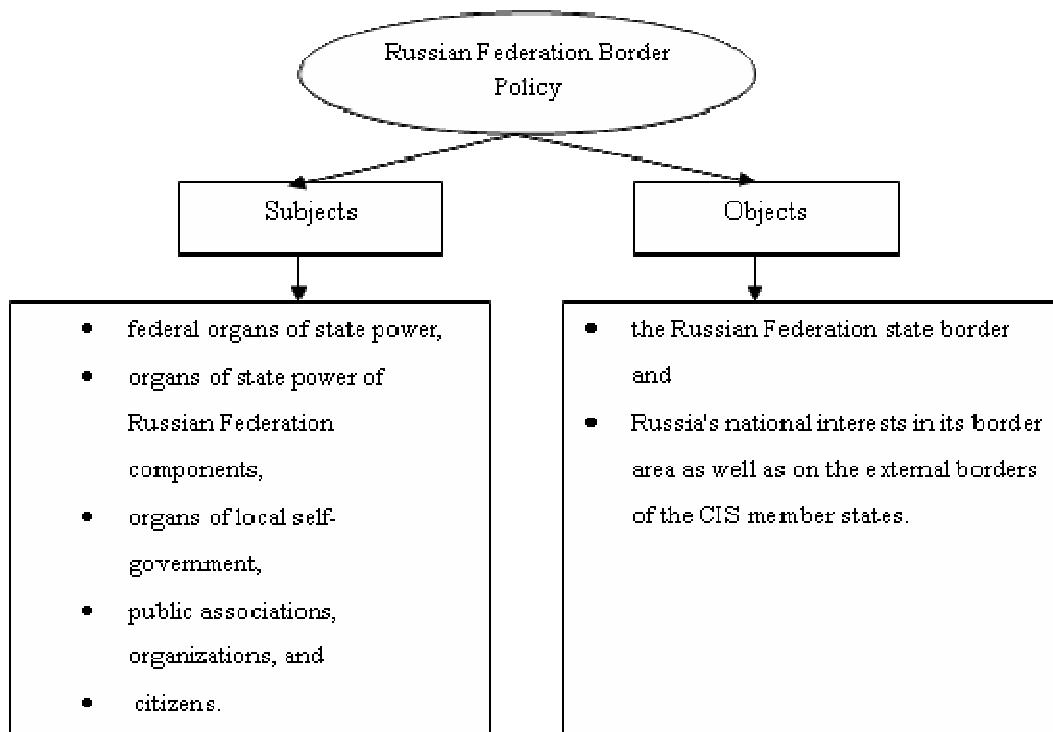 Russian Federation Border
Policy
Subjects
Objects
• federal organs of state power,
• organs of state power of
Russian Federation
components,
• organs of local self-
government,
• public associations,
organizations, and
• citizens.
• the Russian Federation state border
and
• Russia's national interests in its border
area as well as on the external borders
of the CIS member states.